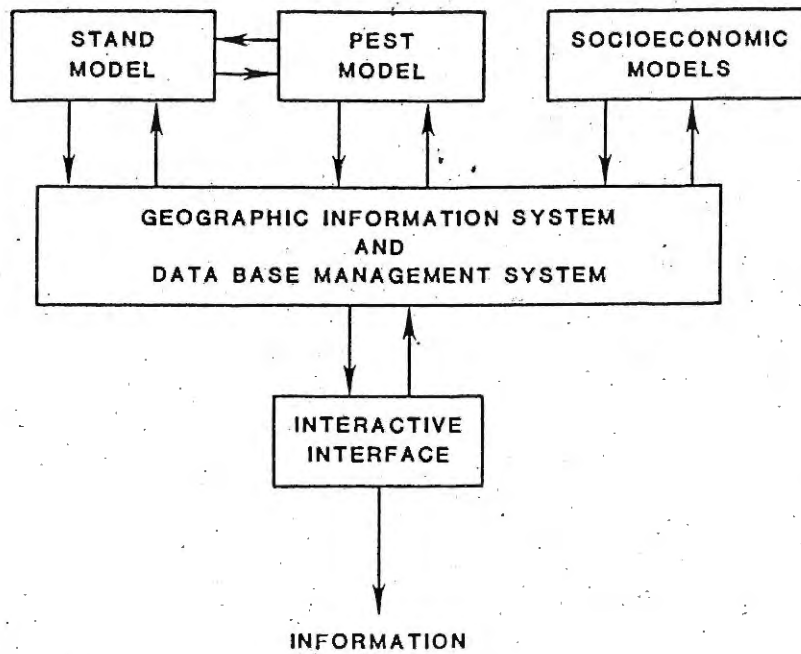 STAND
MODEL
PEST
MODEL
SOCIOECONOMIC
MODELS
GEOGRAPHIC INFORMATION SYSTEM
AND
DATA BASE MANAGEMENT SYSTEM
INTERACTIVE
INTERFACE
INFORMATION